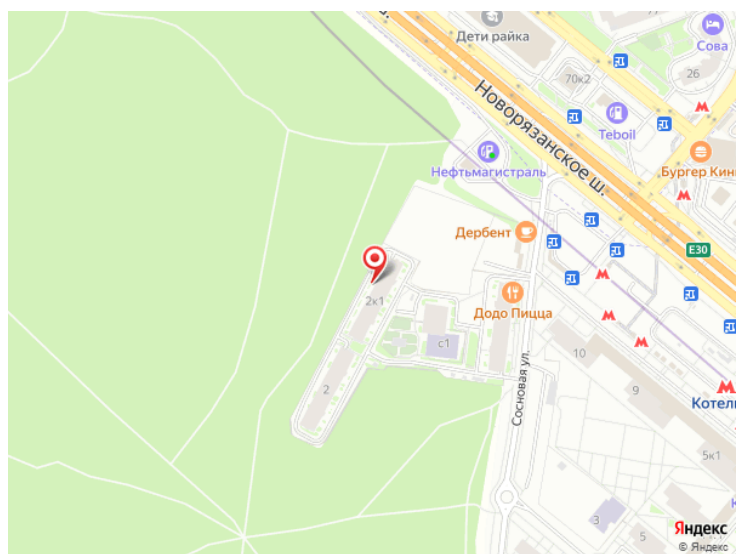 Дети райка
Сова
26
70к2
Новорязанское ш.
Teboil
Нефтьмагистраль
Бургер Кинг
Дербент
E30
2к1
Додо Пицца
с1
10
2
Сосновая ул.
9
5к1
3
5
Яндекс
© Яндекс